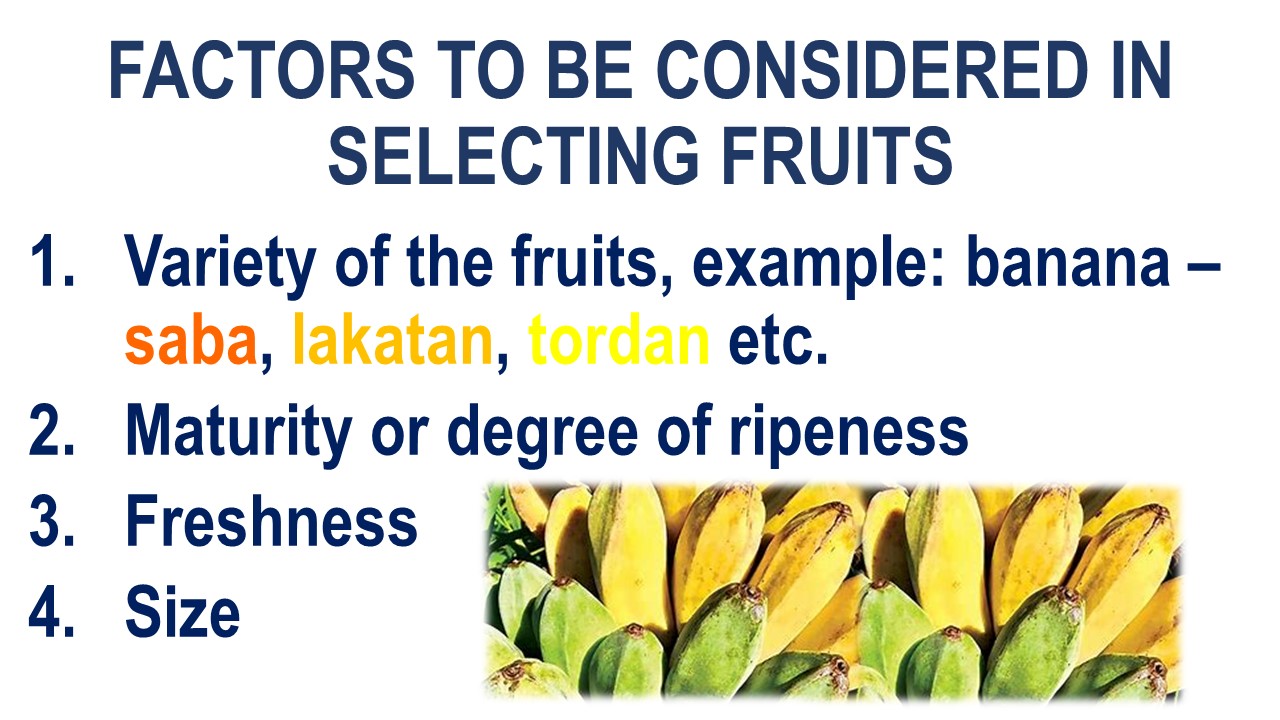 FACTORS TO BE CONSIDERED IN
SELECTING FRUITS
1. Variety of the fruits, example: banana –
saba, lakatan, tordan etc.
2. Maturity or degree of ripeness
3. Freshness
4. Size